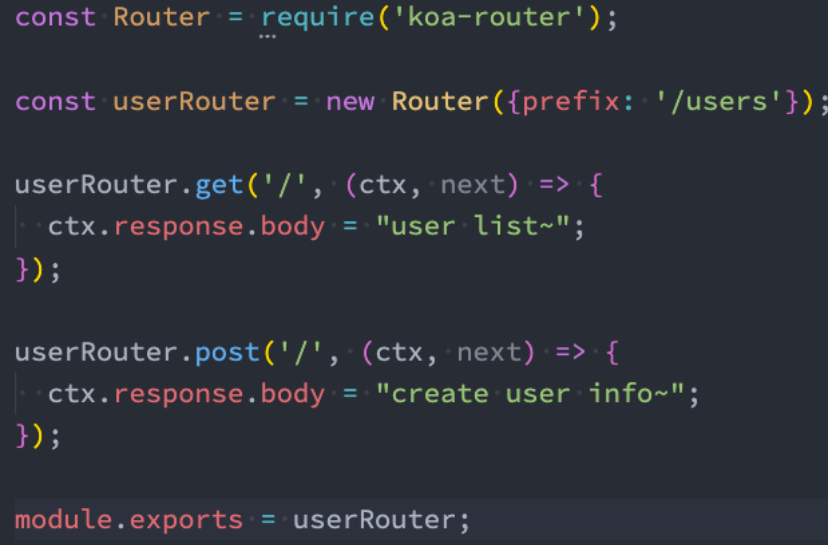 const Router = require('koa-router');
const userRouter = new Router({prefix: '/users'});
userRouter.get('/', (ctx, next) => {
  ctx.response.body = "user list~";
});
userRouter.post('/', (ctx, next) => {
  ctx.response.body = "create user info~";
});
module.exports = userRouter;